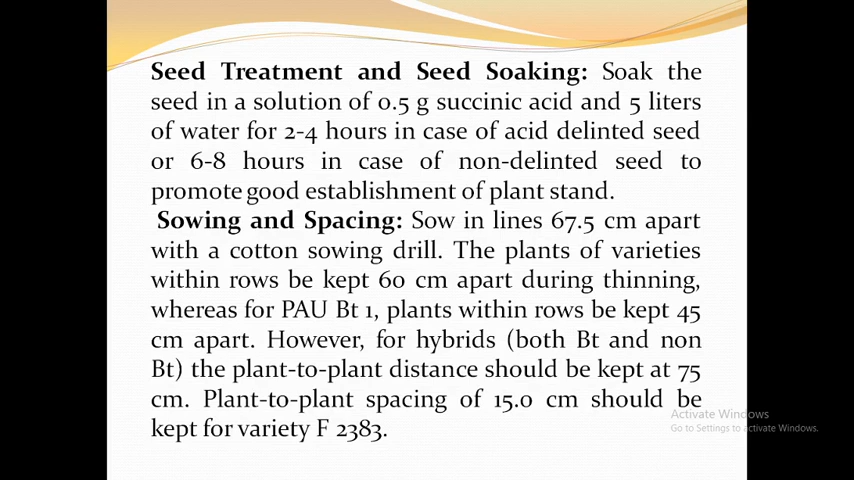 Seed Treatment and Seed Soaking: Soak the
seed in a solution of 0.5 g succinic acid and 5 liters
of water for 2-4 hours in case of acid delinted seed
or 6-8 hours in case of non-delinted seed to
promote good establishment of plant stand.
Sowing and Spacing: Sow in lines 67.5 cm apart
with a cotton sowing drill. The plants of varieties
within rows be kept 60 cm apart during thinning,
whereas for PAU Bt 1, plants within rows be kept 45
cm apart. However, for hybrids (both Bt and non
Bt) the plant-to-plant distance should be kept at 75
cm. Plant-to-plant spacing of 15.0 cm should be
kept for variety F 2383.
Activate Windows
Go to Settings to activate Windows.